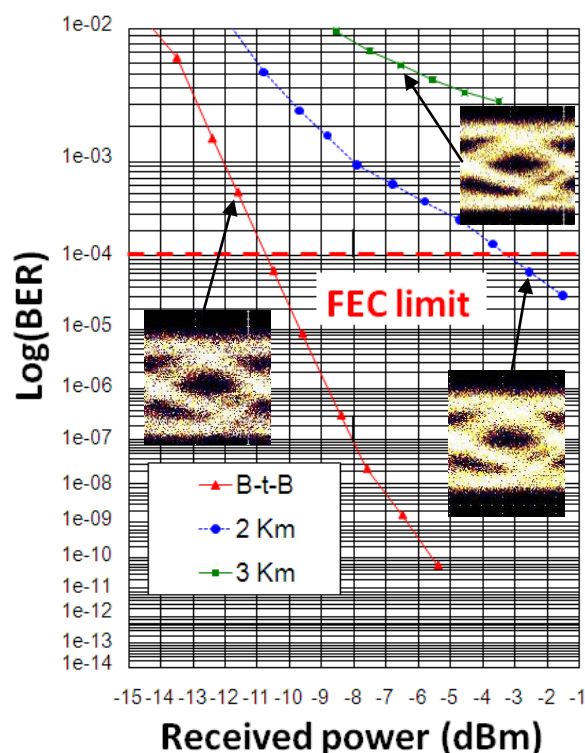 1e-02
1e-03
1e-04
1e-05
1e-06
1e-07
1e-08
1e-09
1e-10
1e-11
1e-12
1e-13
1e-14
Log(BER)
FEC limit
B-t-B
2 Km
3 Km
-15 -14 -13 -12 -11 -10 -9 -8 -7 -6 -5 -4 -3 -2 -1
Received power (dBm)